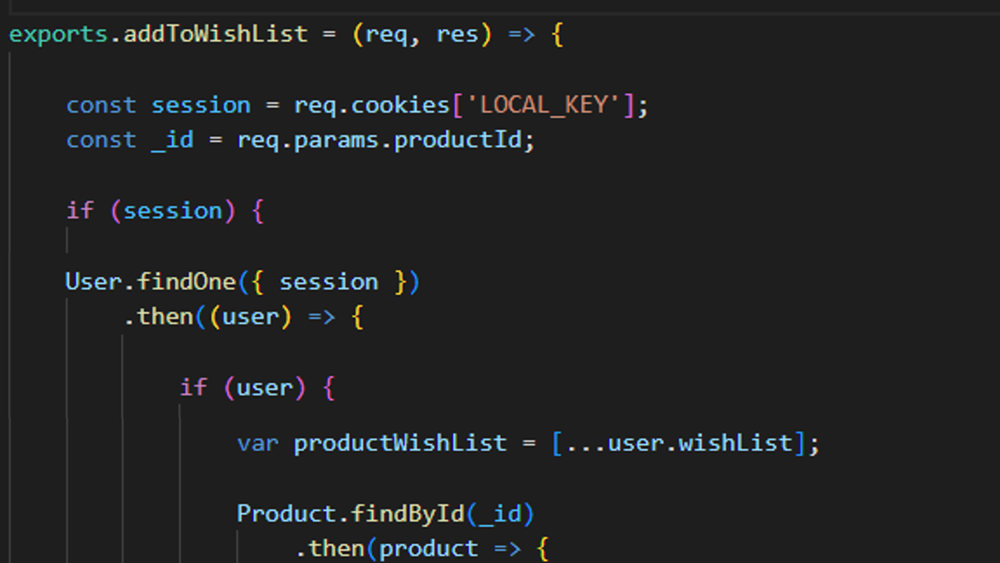 exports.addToWishList = (req, res) => {
const session = req.cookies['LOCAL_KEY'];
const _id = req.params.productId;
if (session) {
User.findOne({ session })
.then((user) => {
if (user) {
var productWishList = [...user.wishList];
Product.findById(_id)
.then(product => {